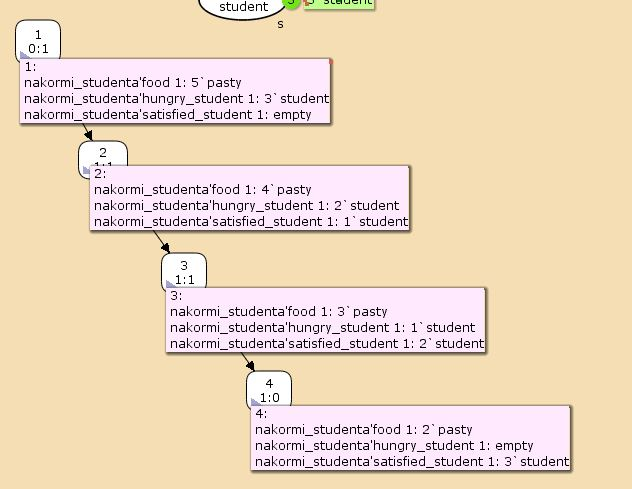 student
s
1
0:1
1:
nakormi_studenta'food 1: 5`pasty
nakormi_studenta'hungry_student 1: 3`student
nakormi_studenta'satisfied_student 1: empty
2
1:1
2:
nakormi_studenta'food 1: 4`pasty
nakormi_studenta'hungry_student 1: 2`student
nakormi_studenta'satisfied_student 1: 1`student
3
1:1
3:
nakormi_studenta'food 1: 3`pasty
nakormi_studenta'hungry_student 1: 1`student
nakormi_studenta'satisfied_student 1: 2`student
4
1:0
4:
nakormi_studenta'food 1: 2`pasty
nakormi_studenta'hungry_student 1: empty
nakormi_studenta'satisfied_student 1: 3`student